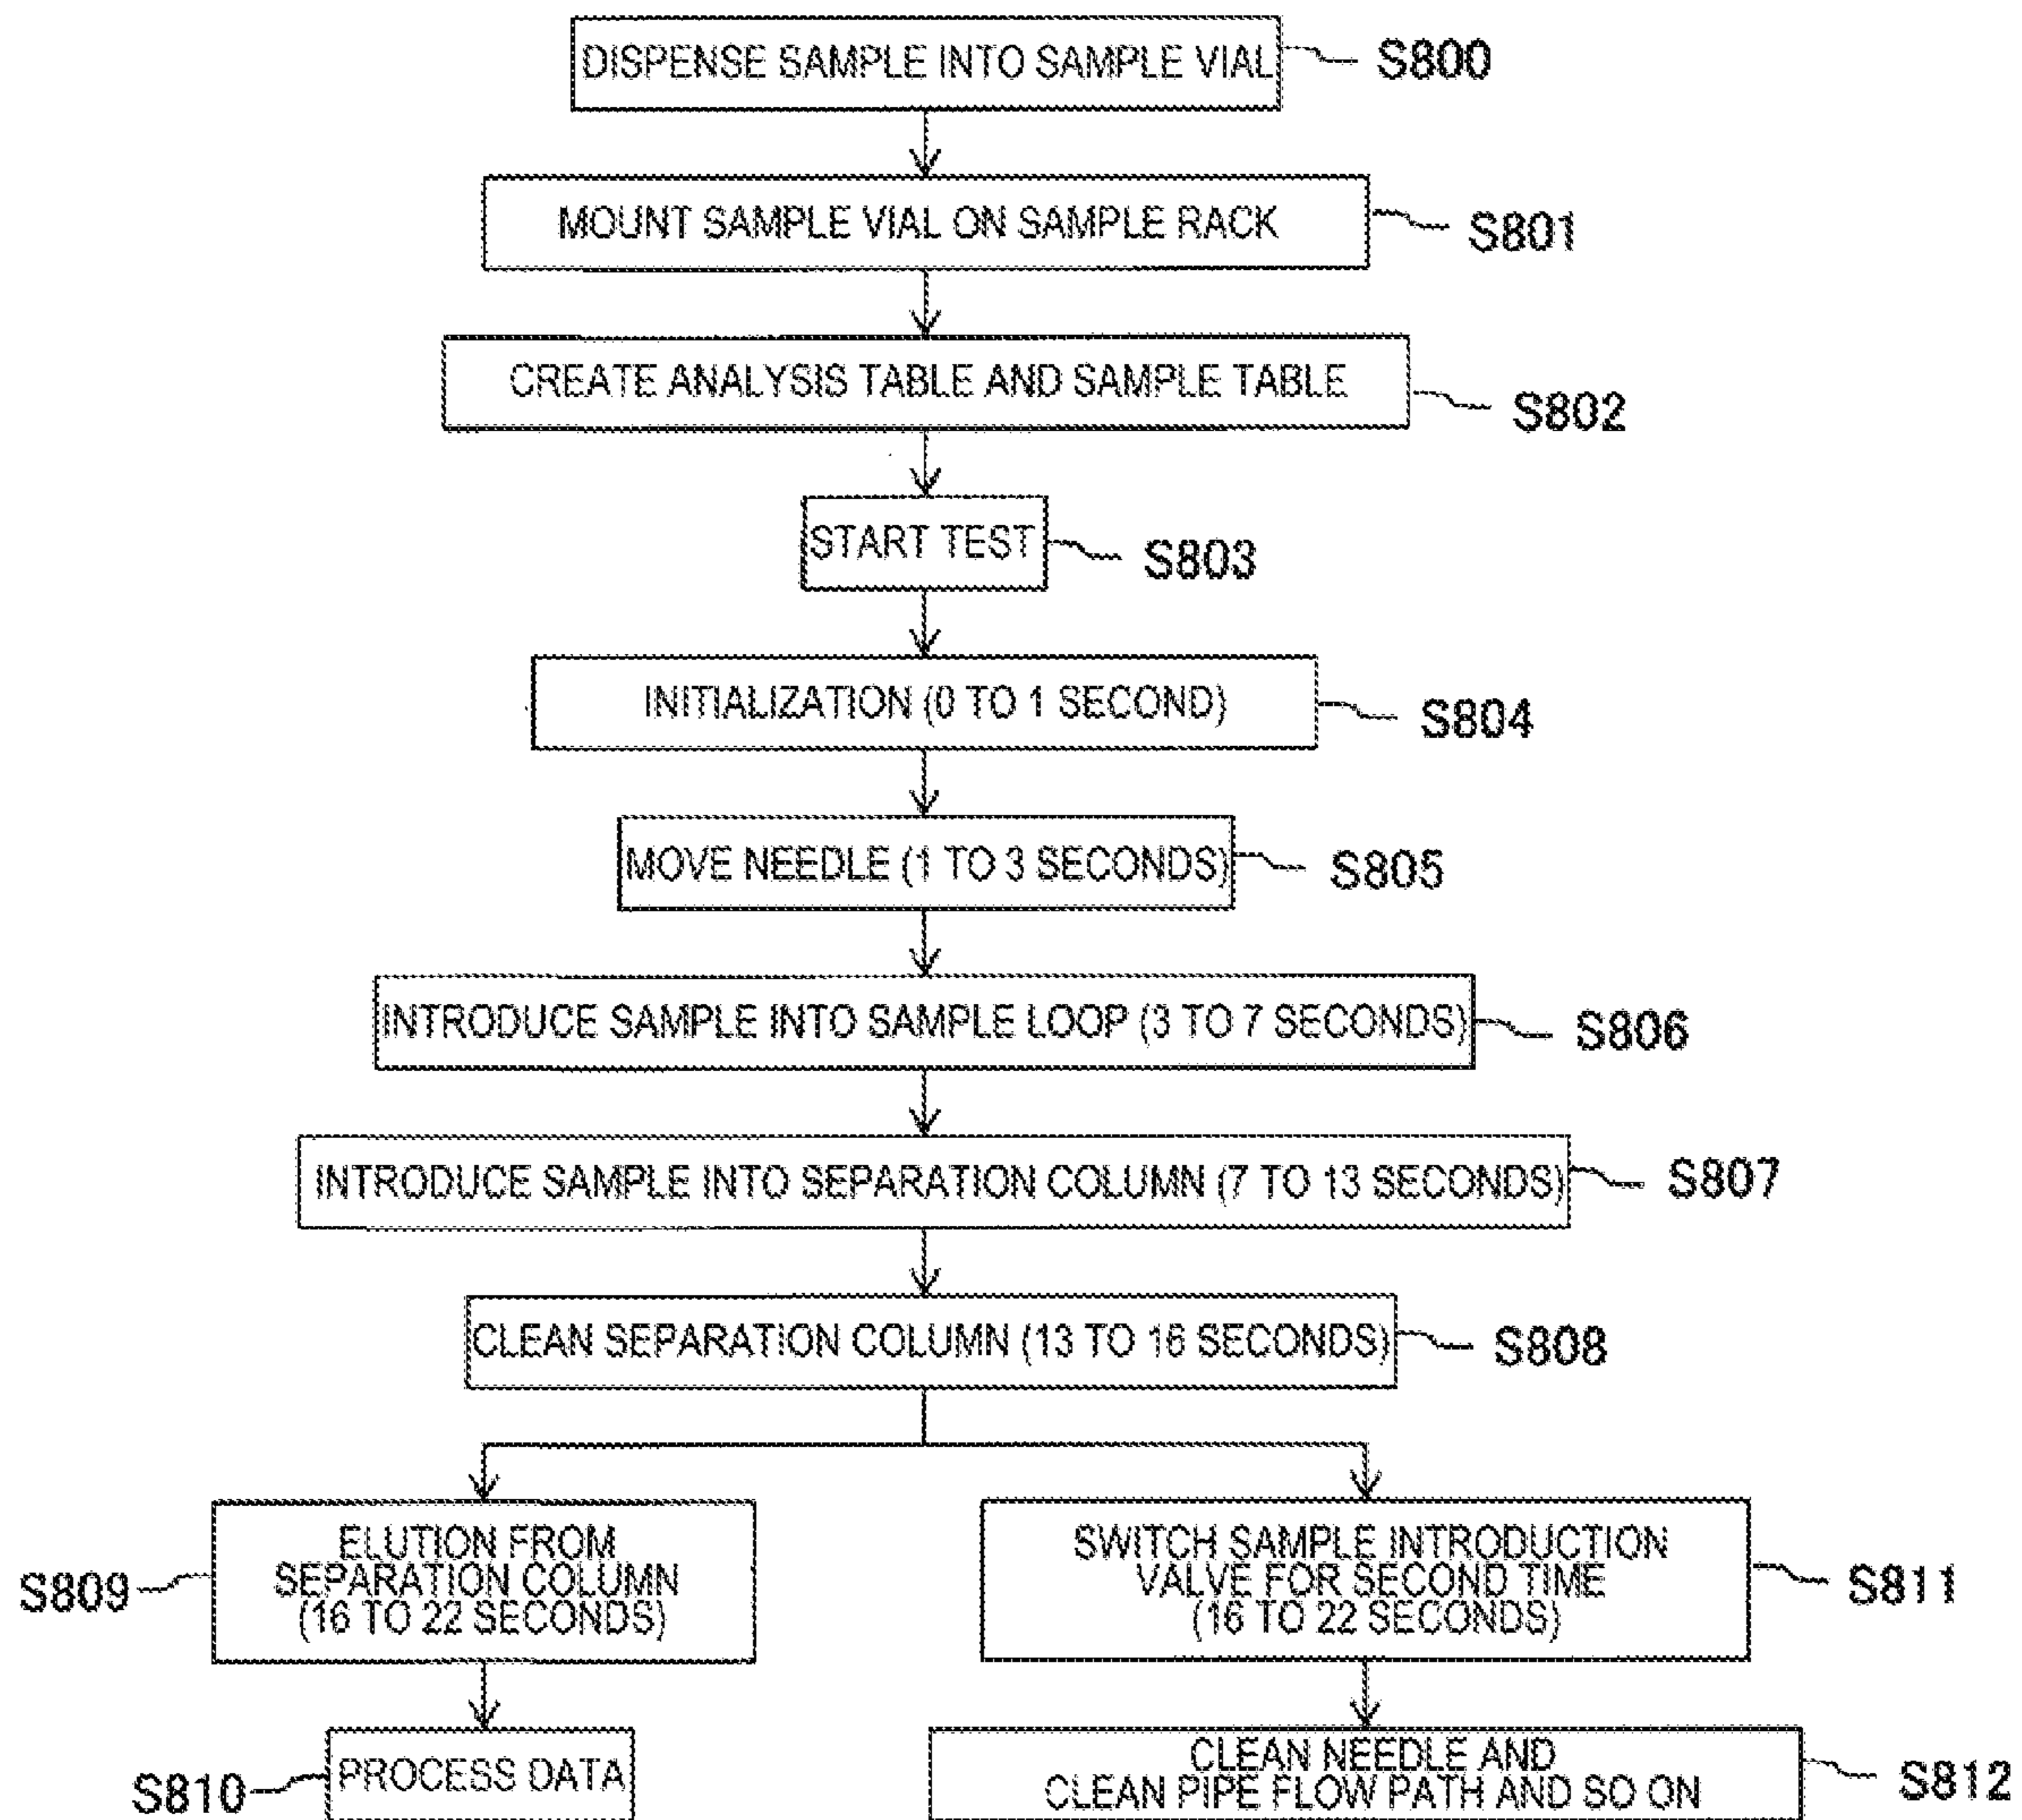 DISPENSE SAMPLE INTO SAMPLE VIAL
S800
MOUNT SAMPLE VIAL ON SAMPLE RACK
S801
CREATE ANALYSIS TABLE AND SAMPLE TABLE
S802
START TEST
S803
INITIALIZATION (0 TO 1 SECOND)
S804
MOVE NEEDLE (1 TO 3 SECONDS)
S805
INTRODUCE SAMPLE INTO SAMPLE LOOP (3 TO 7 SECONDS)
S806
INTRODUCE SAMPLE INTO SEPARATION COLUMN (7 TO 13 SECONDS)
S807
CLEAN SEPARATION COLUMN (13 TO 16 SECONDS)
S808
ELUTION FROM
SEPARATION COLUMN
(16 TO 22 SECONDS)
S809
SWITCH SAMPLE INTRODUCTION
VALVE FOR SECOND TIME
(16 TO 22 SECONDS)
S811
PROCESS DATA
S810
CLEAN NEEDLE AND
CLEAN PIPE FLOW PATH AND SO ON
S812